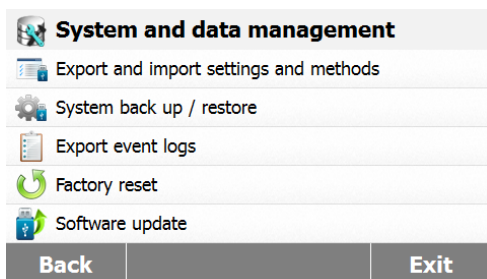 System and data management
Export and import settings and methods
System back up / restore
Export event logs
Factory reset
Software update
Back
Exit